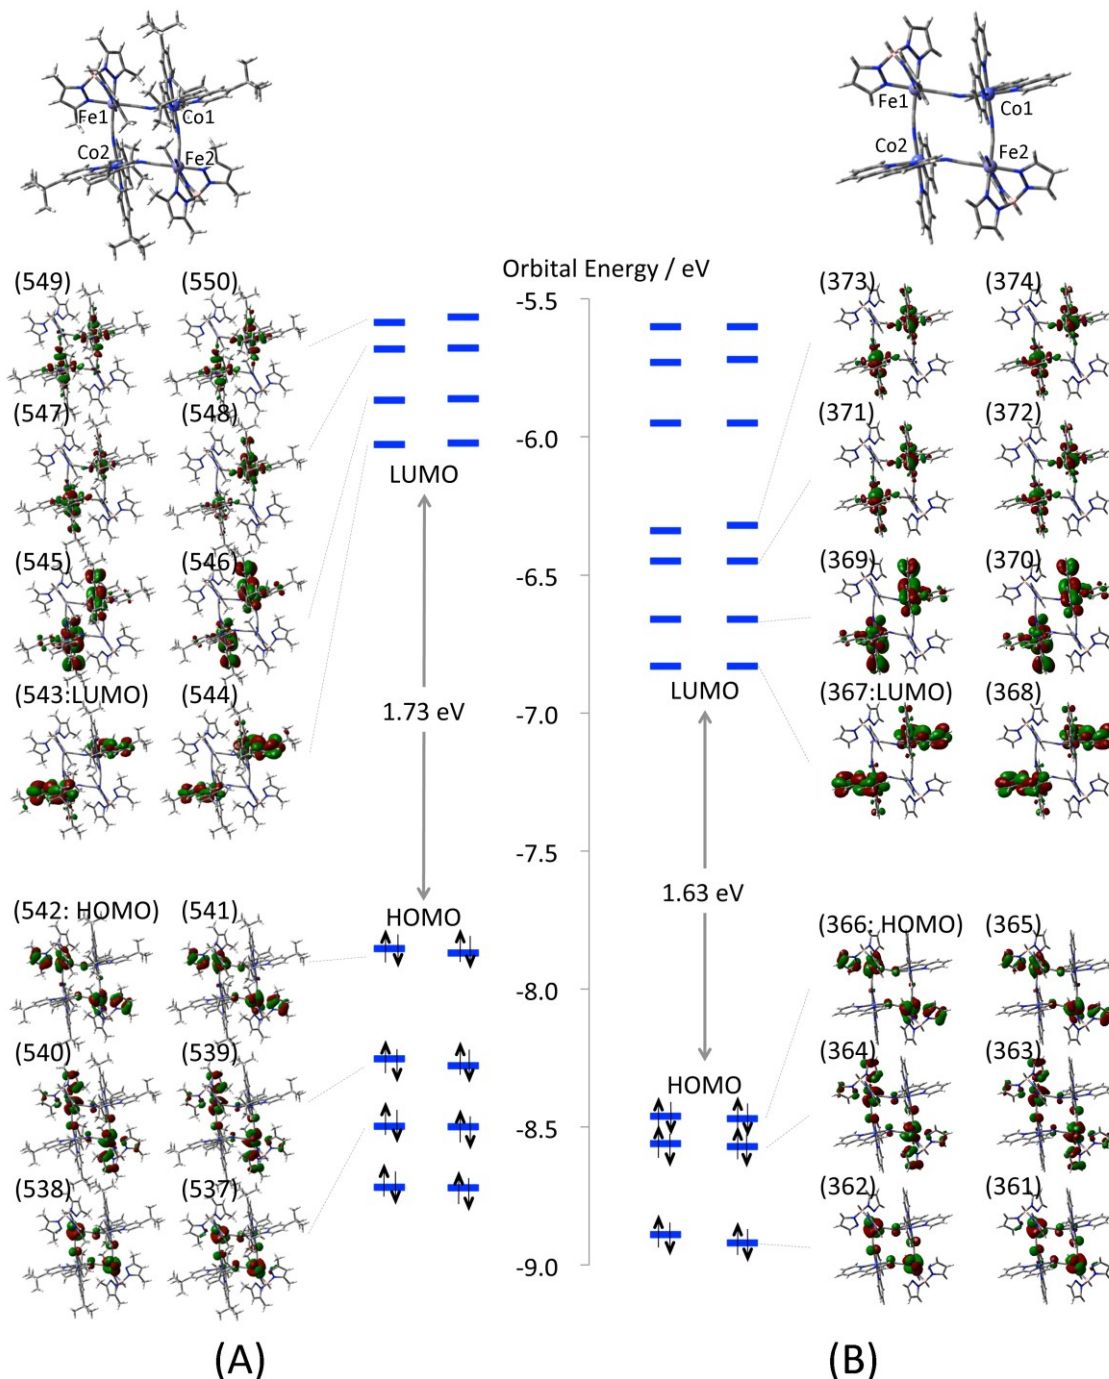 Fe1
Co1
Co2
Fe2
Fe1
Co1
Co2
Fe2
Orbital Energy / eV
(549)
(550)
(547)
(548)
(545)
(546)
(543:LUMO)
(544)
(542: HOMO)
(541)
(540)
(539)
(538)
(537)
LUMO
1.73 eV
HOMO
-5.5
-6.0
-6.5
-7.0
-7.5
-8.0
-8.5
-9.0
LUMO
1.63 eV
HOMO
(373)
(374)
(371)
(372)
(369)
(370)
(367:LUMO)
(368)
(366: HOMO)
(365)
(364)
(363)
(362)
(361)
(A)
(B)